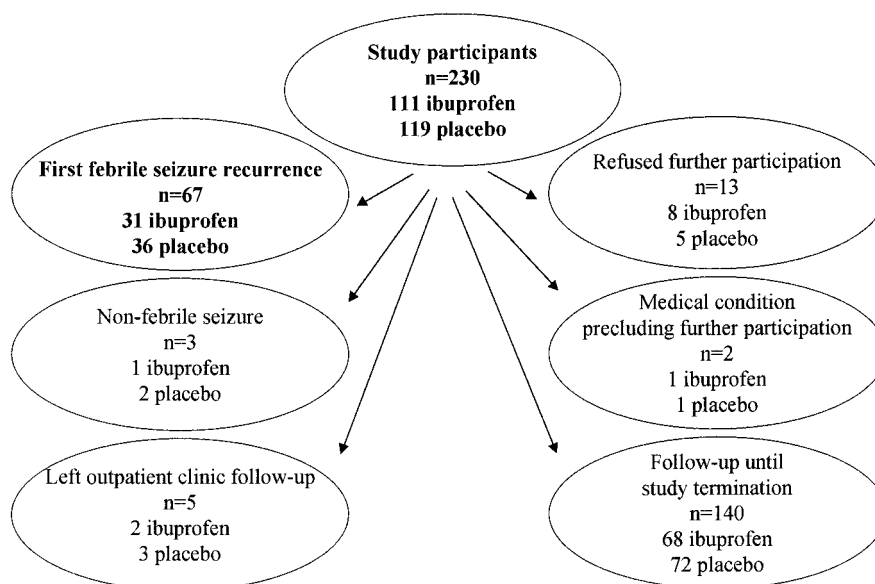 Study participants
n=230
111 ibuprofen
119 placebo
First febrile seizure recurrence
n=67
31 ibuprofen
36 placebo
Refused further participation
n=13
8 ibuprofen
5 placebo
Non-febrile seizure
n=3
1 ibuprofen
2 placebo
Medical condition
precluding further participation
n=2
1 ibuprofen
1 placebo
Left outpatient clinic follow-up
n=5
2 ibuprofen
3 placebo
Follow-up until
study termination
n=140
68 ibuprofen
72 placebo